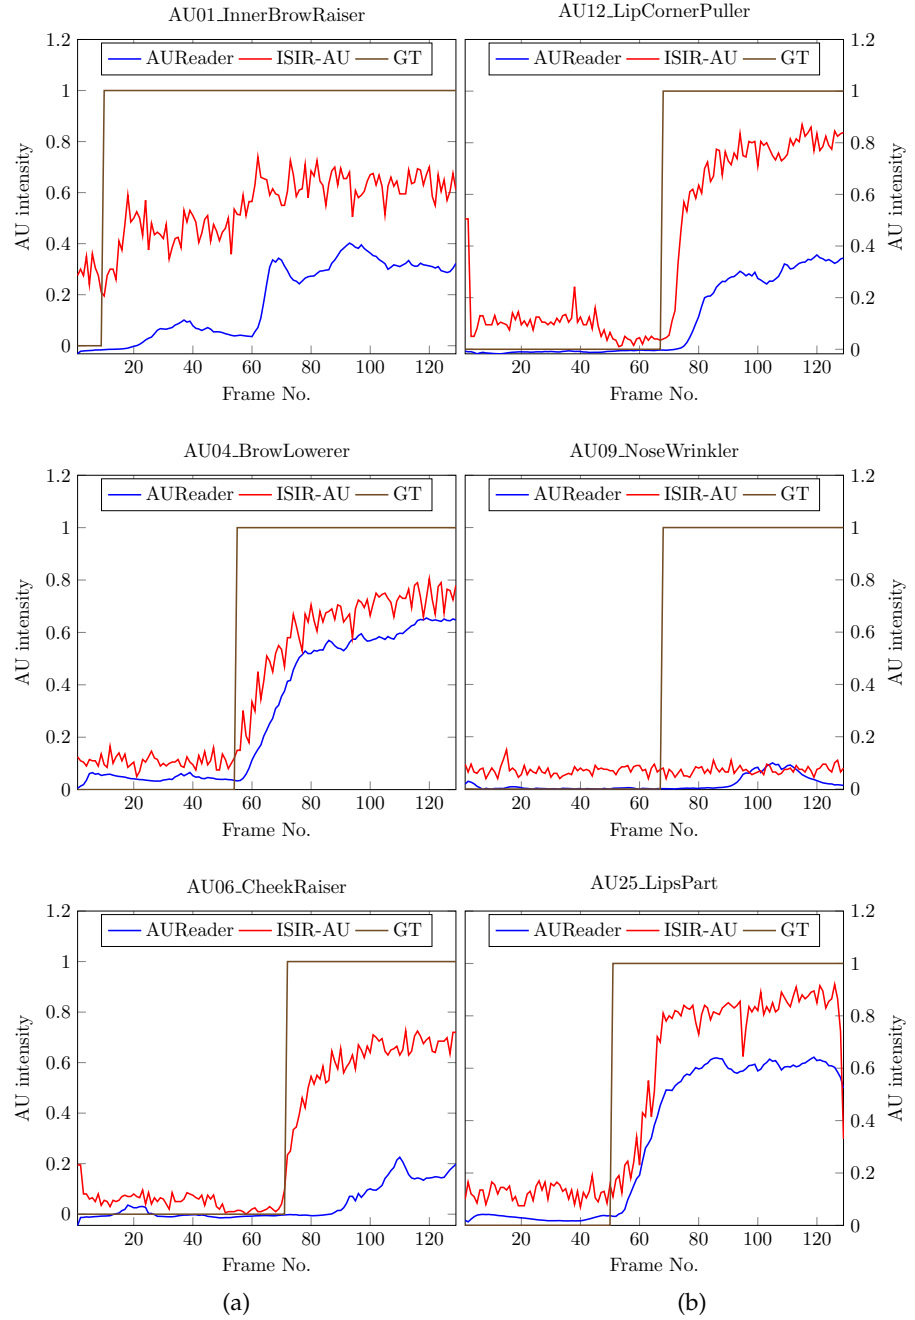 AU01_InnerBrowRaiser
1.2
AUReader ISIR-AU GT
1
0.8
0.6
0.4
0.2
0
AU intensity
20 40 60 80 100 120
Frame No.
AU12_LipCornerPuller
1.2
AUReader ISIR-AU GT
1
0.8
0.6
0.4
0.2
0
AU intensity
20 40 60 80 100 120
Frame No.
AU04_BrowLowerer
1.2
AUReader ISIR-AU GT
1
0.8
0.6
0.4
0.2
0
AU intensity
20 40 60 80 100 120
Frame No.
AU09_NoseWrinkler
1.2
AUReader ISIR-AU GT
1
0.8
0.6
0.4
0.2
0
AU intensity
20 40 60 80 100 120
Frame No.
AU06_CheekRaiser
1.2
AUReader ISIR-AU GT
1
0.8
0.6
0.4
0.2
0
AU intensity
20 40 60 80 100 120
Frame No.
AU25_LipsPart
1.2
AUReader ISIR-AU GT
1
0.8
0.6
0.4
0.2
0
AU intensity
20 40 60 80 100 120
Frame No.
(a)
(b)